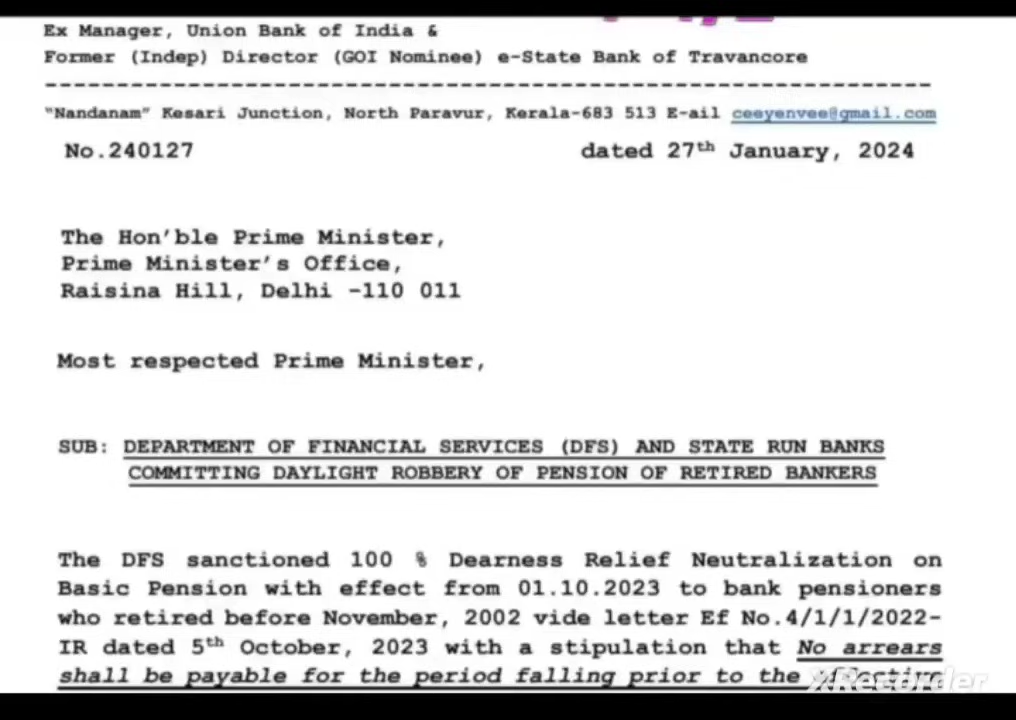 Ex Manager, Union Bank of India &
Former (Indep) Director (GOI Nominee) e-State Bank of Travancore
--------------------------------------------------------------------
"Nandanam" Kesari Junction, North Paravur, Kerala-683 513 E-ail ceeyenvee@gmail.com
No.240127 dated 27th January, 2024
The Hon'ble Prime Minister,
Prime Minister's Office,
Raisina Hill, Delhi -110 011
Most respected Prime Minister,
SUB: DEPARTMENT OF FINANCIAL SERVICES (DFS) AND STATE RUN BANKS
COMMITTING DAYLIGHT ROBBERY OF PENSION OF RETIRED BANKERS
The DFS sanctioned 100 % Dearness Relief Neutralization on
Basic Pension with effect from 01.10.2023 to bank pensioners
who retired before November, 2002 vide letter Ef No.4/1/1/2022-
IR dated 5th October, 2023 with a stipulation that No arrears
shall be payable for the period falling prior to the
XRecorder